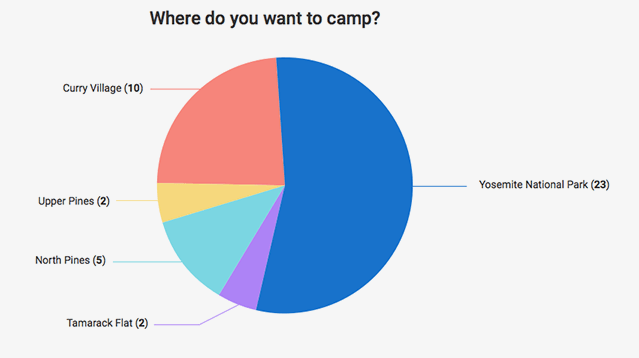 Where do you want to camp?
Curry Village (10)
Yosemite National Park (23)
Upper Pines (2)
North Pines (5)
Tamarack Flat (2)